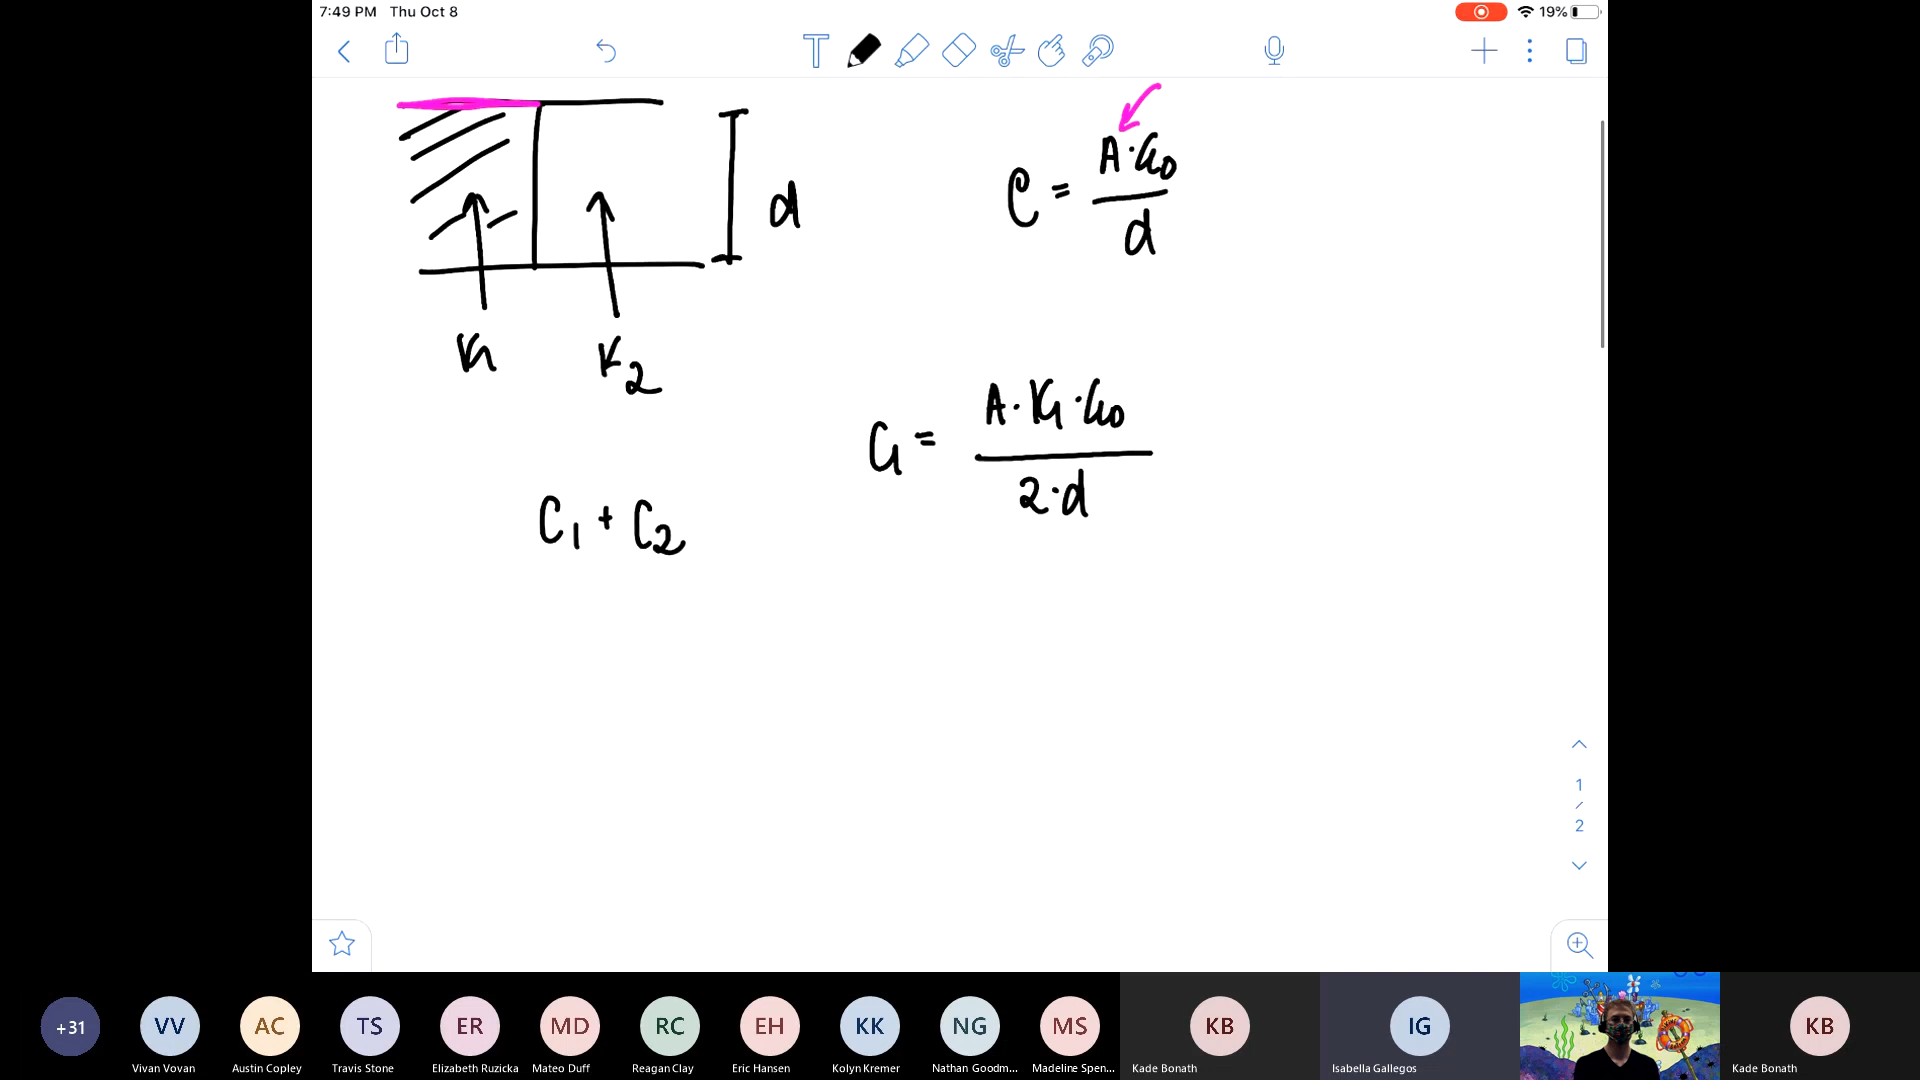 7:49 PM Thu Oct 8
19%
T
d
C = A·ε0 / d
K1
K2
C1 = A·K1·ε0 / 2·d
C1 + C2
1
/
2
+31
VV
AC
TS
ER
MD
RC
EH
KK
NG
MS
KB
IG
KB
Vivan Vovan
Austin Copley
Travis Stone
Elizabeth Ruzicka
Mateo Duff
Reagan Clay
Eric Hansen
Kolyn Kremer
Nathan Goodm...
Madeline Spen...
Kade Bonath
Isabella Gallegos
Kade Bonath